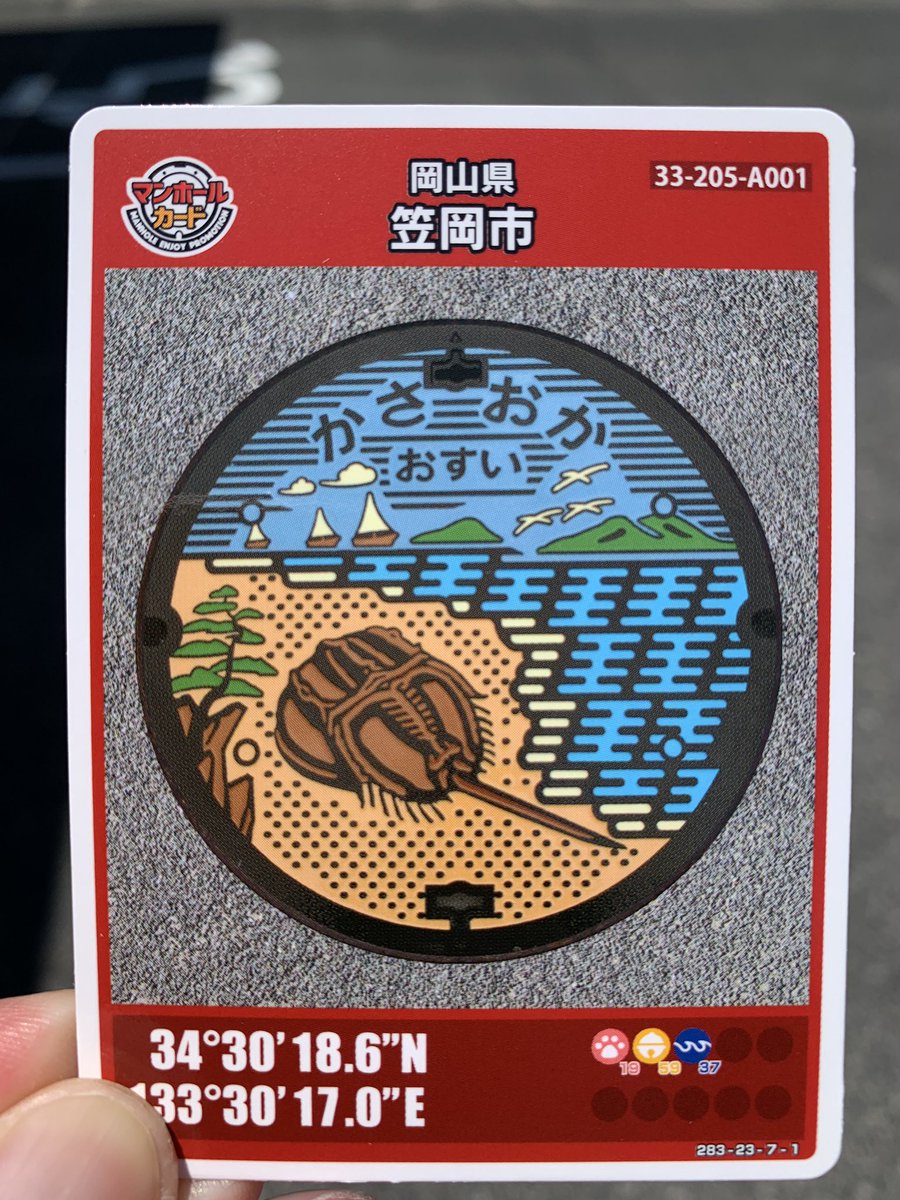 マンホール
カード
MANHOLE ENJOY PROMOTION
岡山県
笠岡市
33-205-A001
かさおか
おすい
34°30'18.6"N
133°30'17.0"E
19 59 37
283-23-7-1